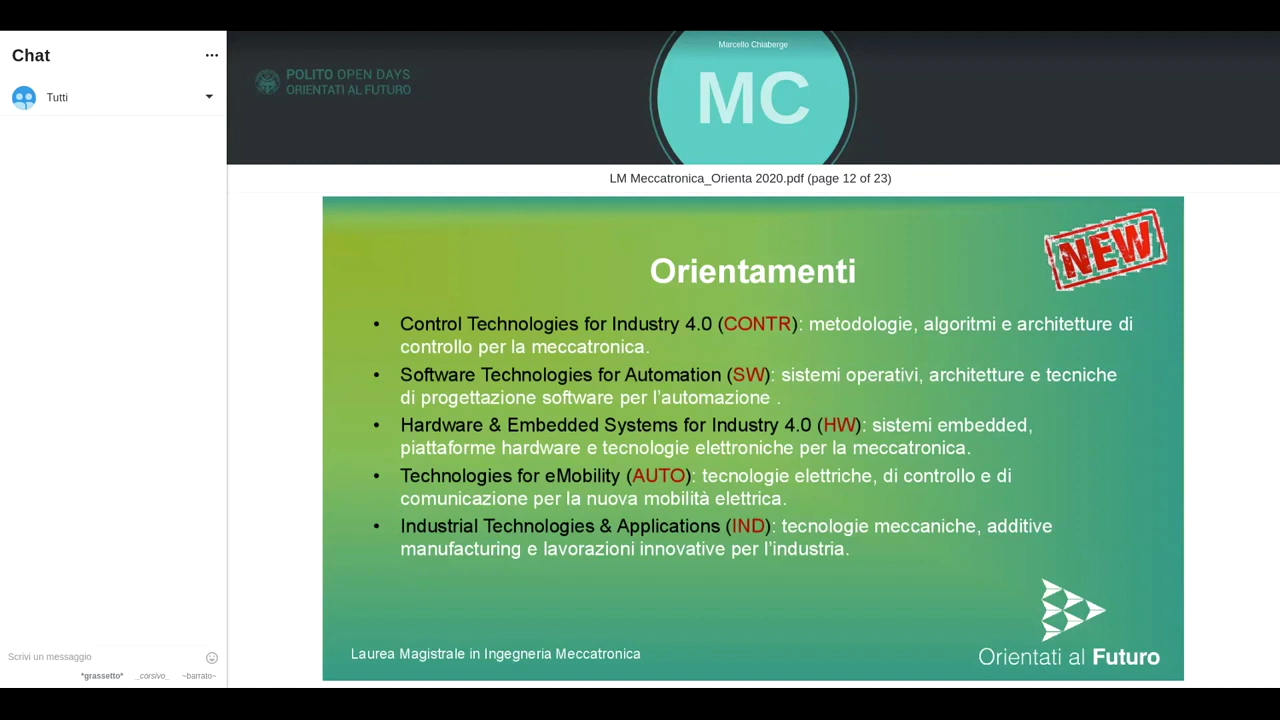 Chat
Tutti
Scrivi un messaggio
*grassetto* _corsivo_ ~barrato~
POLITO OPEN DAYS
ORIENTATI AL FUTURO
Marcello Chiaberge
MC
LM Meccatronica_Orienta 2020.pdf (page 12 of 23)
NEW
Orientamenti
• Control Technologies for Industry 4.0 (CONTR): metodologie, algoritmi e architetture di
controllo per la meccatronica.
• Software Technologies for Automation (SW): sistemi operativi, architetture e tecniche
di progettazione software per l'automazione .
• Hardware & Embedded Systems for Industry 4.0 (HW): sistemi embedded,
piattaforme hardware e tecnologie elettroniche per la meccatronica.
• Technologies for eMobility (AUTO): tecnologie elettriche, di controllo e di
comunicazione per la nuova mobilità elettrica.
• Industrial Technologies & Applications (IND): tecnologie meccaniche, additive
manufacturing e lavorazioni innovative per l'industria.
Laurea Magistrale in Ingegneria Meccatronica
Orientati al Futuro